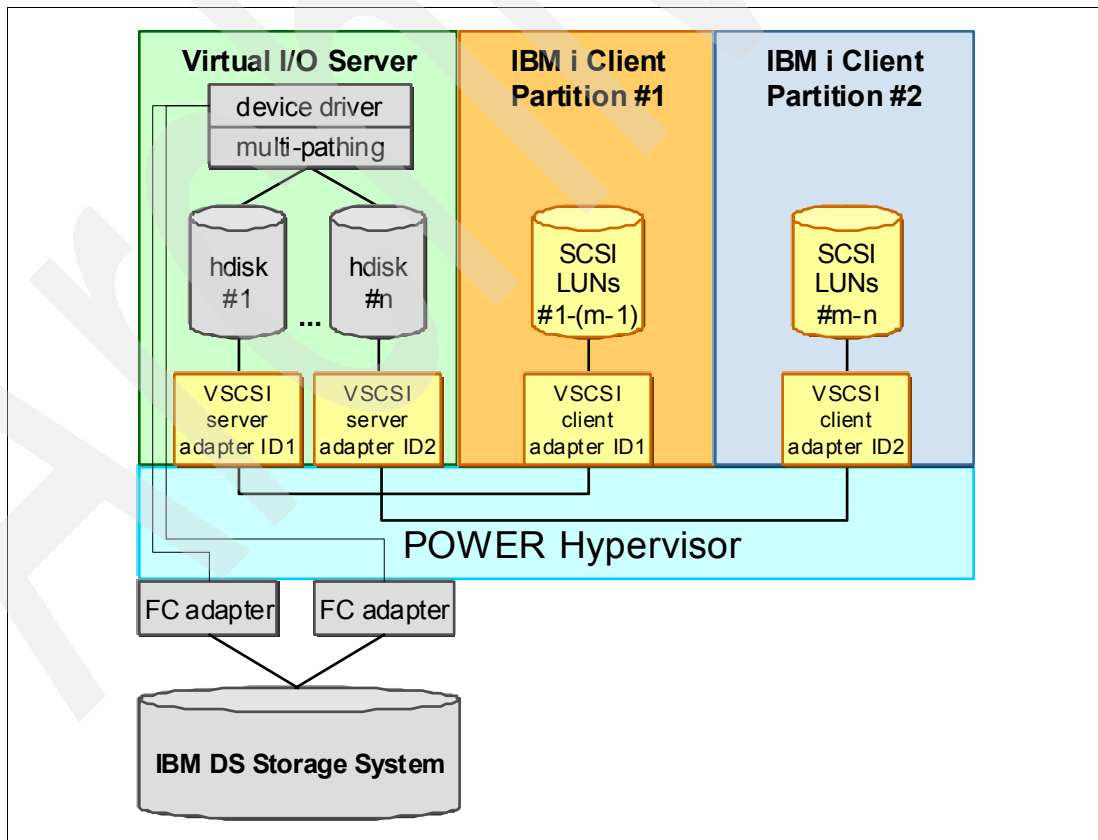 Virtual I/O Server
device driver
multi-pathing
hdisk
#1
...
hdisk
#n
VSCSI
server
adapter ID1
VSCSI
server
adapter ID2
IBM i Client
Partition #1
SCSI
LUNs
#1-(m-1)
VSCSI
client
adapter ID1
IBM i Client
Partition #2
SCSI
LUNs
#m-n
VSCSI
client
adapter ID2
POWER Hypervisor
FC adapter
FC adapter
IBM DS Storage System